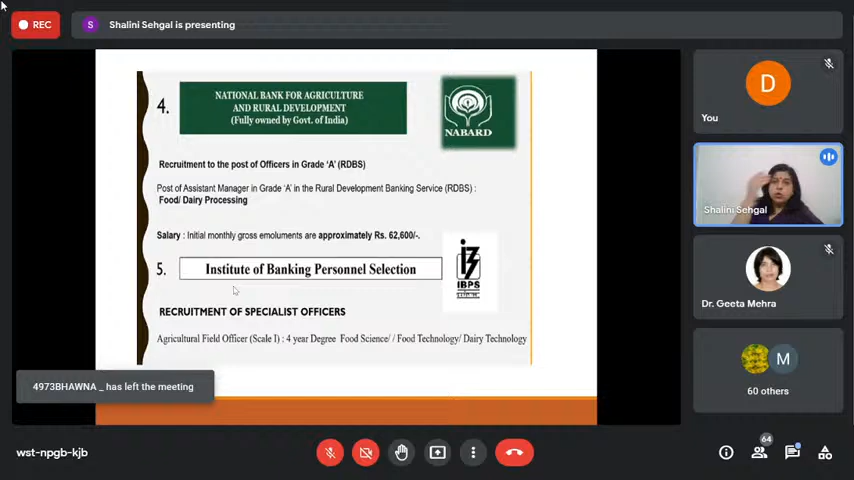 REC
S
Shalini Sehgal is presenting
4.
NATIONAL BANK FOR AGRICULTURE
AND RURAL DEVELOPMENT
(Fully owned by Govt. of India)
NABARD
Recruitment to the post of Officers in Grade 'A' (RDBS)
Post of Assistant Manager in Grade 'A' in the Rural Development Banking Service (RDBS) :
Food/ Dairy Processing
Salary : Initial monthly gross emoluments are approximately Rs. 62,600/-.
5.
Institute of Banking Personnel Selection
IBPS
RECRUITMENT OF SPECIALIST OFFICERS
Agricultural Field Officer (Scale I) : 4 year Degree Food Science/ / Food Technology/ Dairy Technology
4973BHAWNA _ has left the meeting
D
You
Shalini Sehgal
Dr. Geeta Mehra
M
60 others
wst-npgb-kjb
64